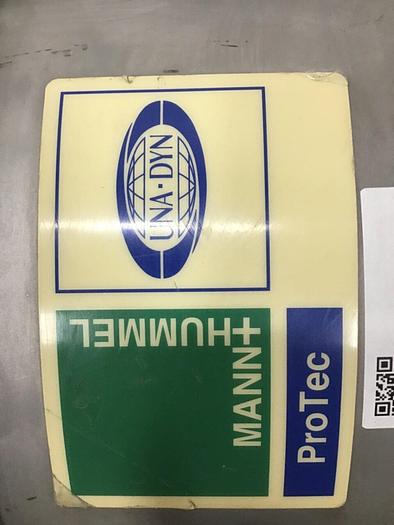 UNA-DYN
MANN+
HUMMEL
ProTec